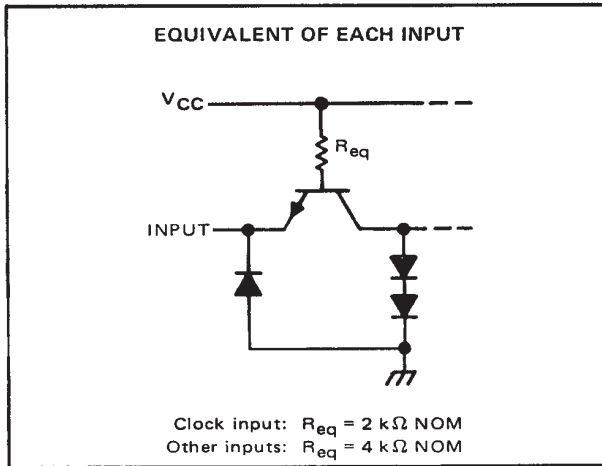 EQUIVALENT OF EACH INPUT
VCC
Req
INPUT
Clock input: Req = 2 kΩ NOM
Other inputs: Req = 4 kΩ NOM